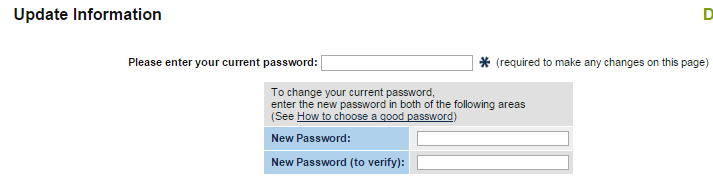 Update Information
D
Please enter your current password: * (required to make any changes on this page)
To change your current password,
enter the new password in both of the following areas
(See How to choose a good password)
New Password:
New Password (to verify):